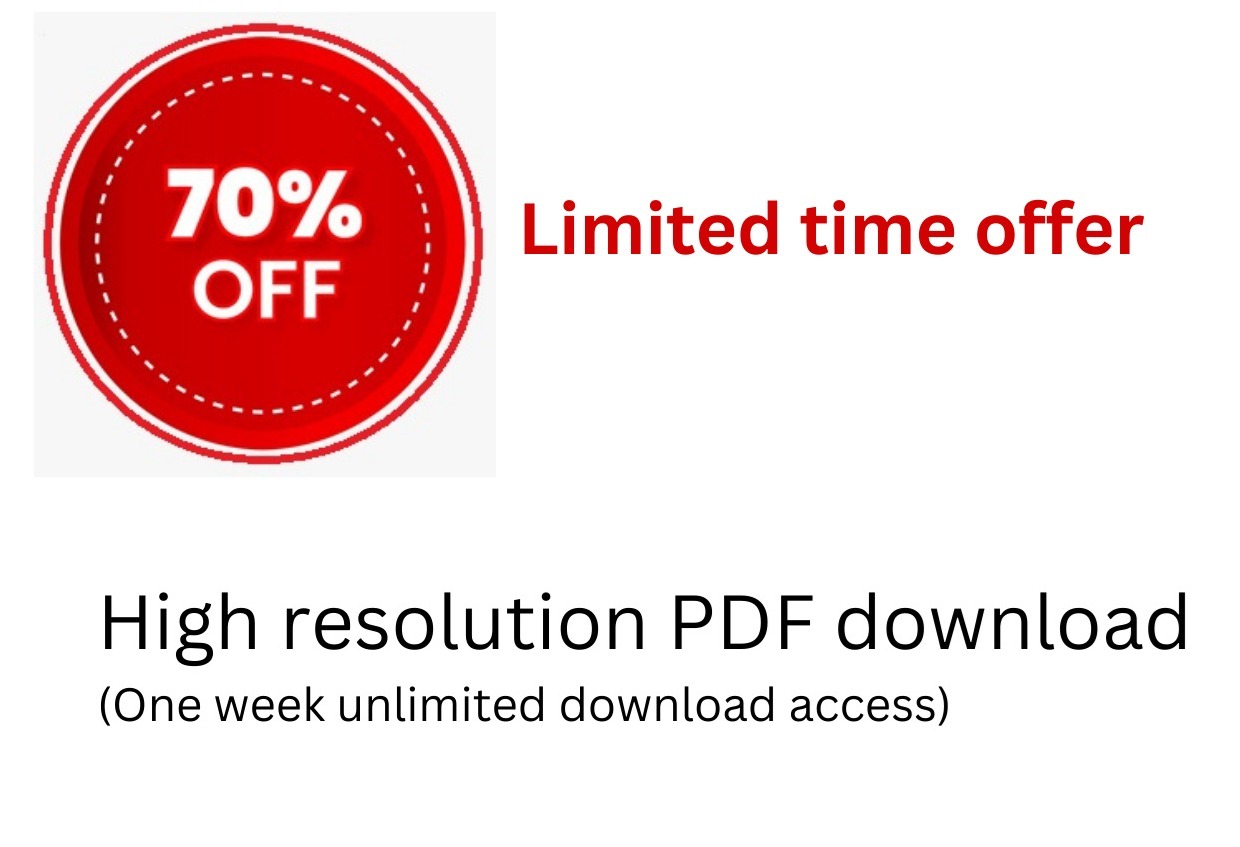 70%
OFF
Limited time offer
High resolution PDF download
(One week unlimited download access)